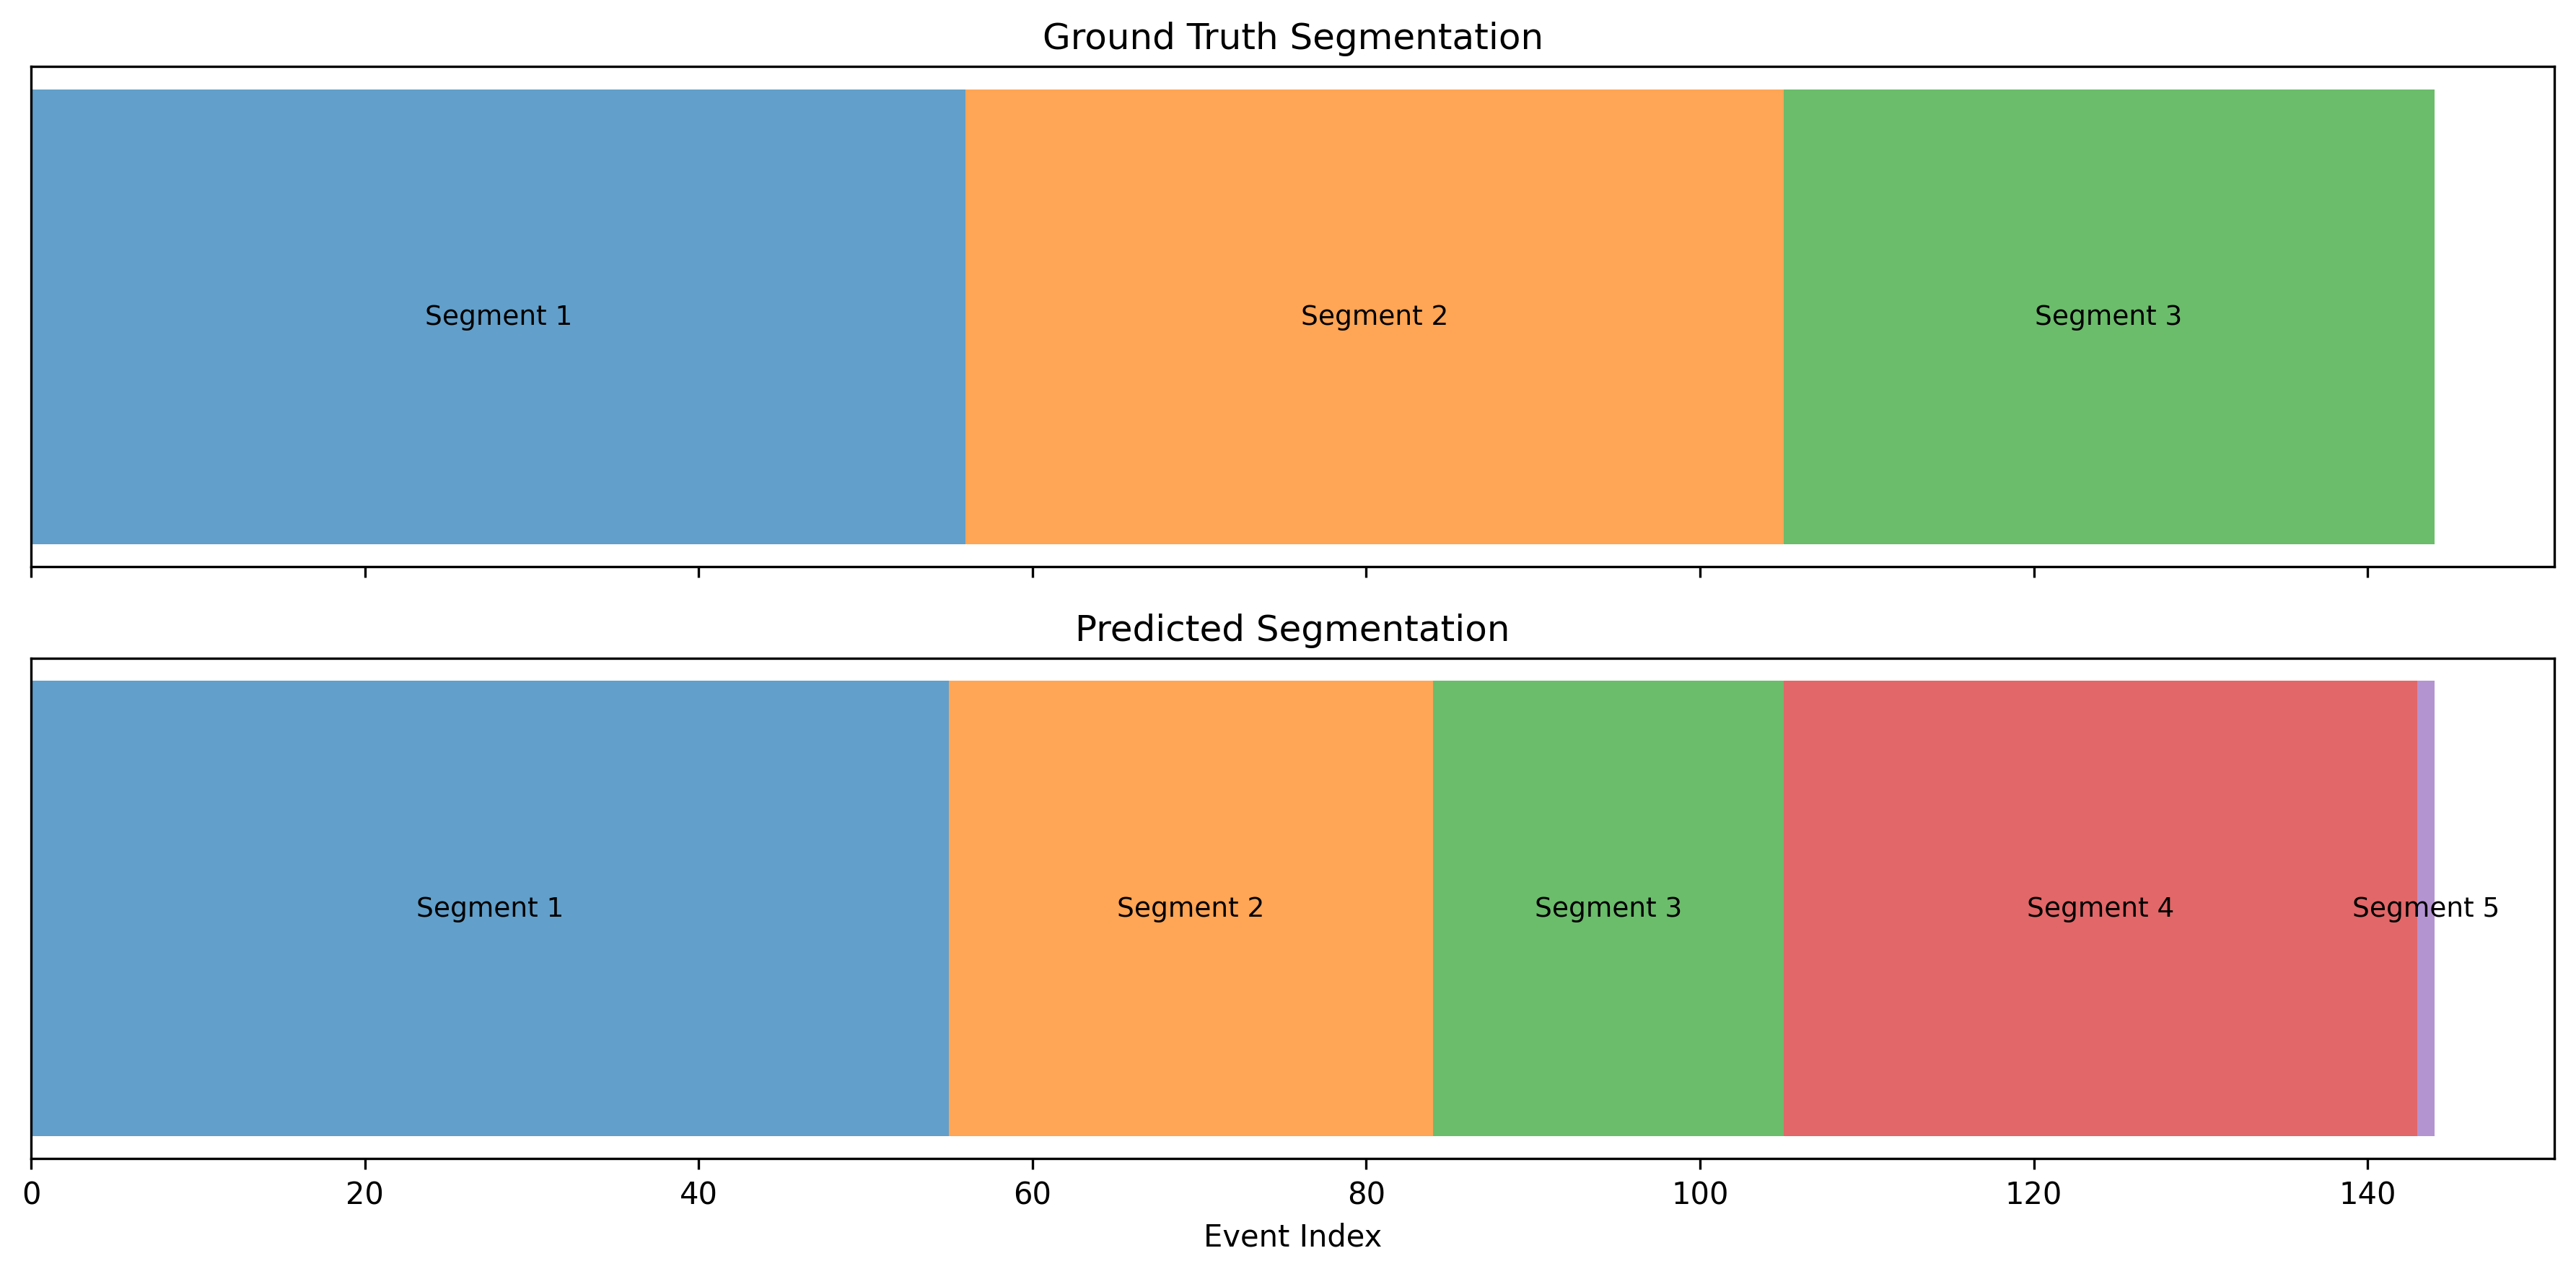 Ground Truth Segmentation
Segment 1 Segment 2 Segment 3
Predicted Segmentation
Segment 1 Segment 2 Segment 3 Segment 4 Segment 5
0 20 40 60 80 100 120 140
Event Index